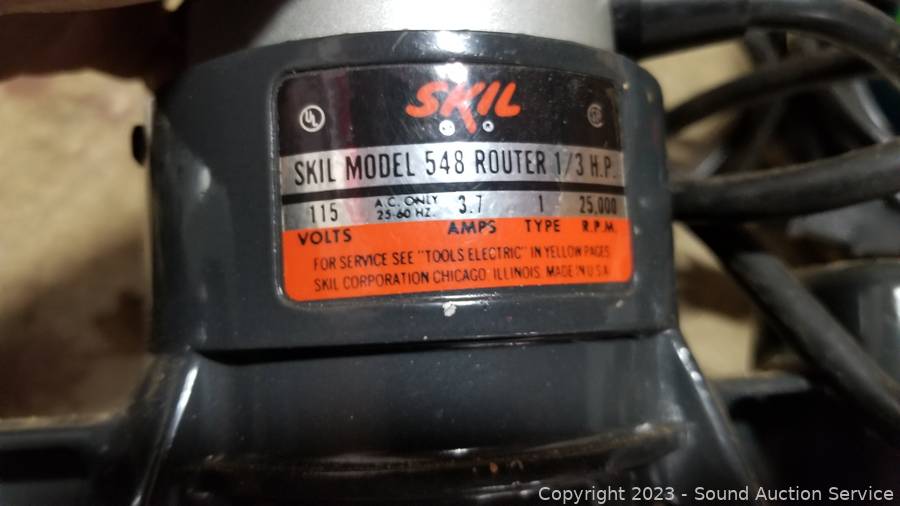 UL
SKIL
SKIL MODEL 548 ROUTER 1/3 H.P.
115 A.C. ONLY 25-60 HZ. 3.7 1 25,000
VOLTS AMPS TYPE R.P.M.
FOR SERVICE SEE "TOOLS ELECTRIC" IN YELLOW PAGES
SKIL CORPORATION CHICAGO, ILLINOIS, MADE IN U.S.A.
Copyright 2023 - Sound Auction Service